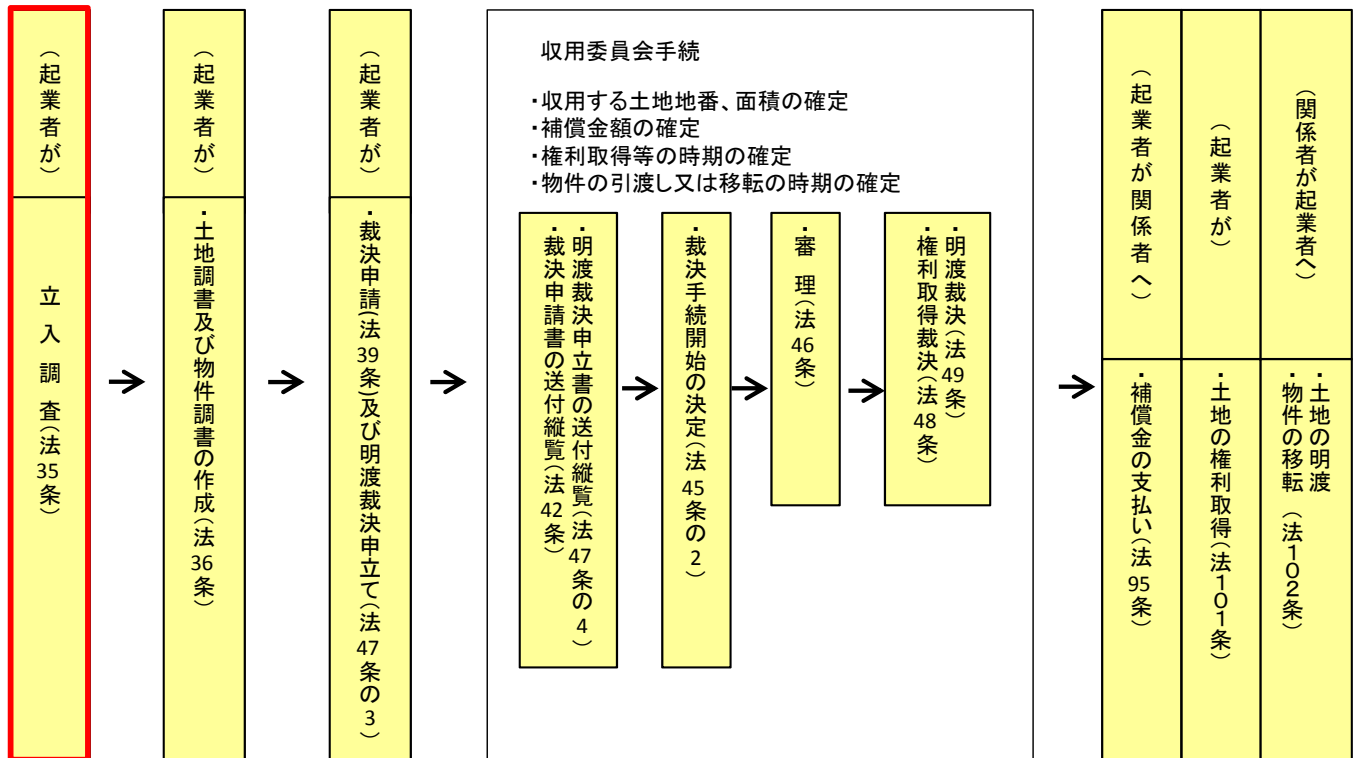 （起業者が）
立入調査（法35条）
（起業者が）
・土地調書及び物件調書の作成（法36条）
（起業者が）
・裁決申請（法39条）及び明渡裁決申立て（法47条の3）
収用委員会手続
・収用する土地地番、面積の確定
・補償金額の確定
・権利取得等の時期の確定
・物件の引渡し又は移転の時期の確定
・明渡裁決申立書の送付縦覧（法47条の4）
・裁決申請書の送付縦覧（法42条）
・裁決手続開始の決定（法45条の2）
・審理（法46条）
・明渡裁決（法49条）
・権利取得裁決（法48条）
（起業者が関係者へ）
・補償金の支払い（法95条）
（起業者が）
・土地の権利取得（法１０１条）
（関係者が起業者へ）
・土地の明渡
・物件の移転（法１０２条）